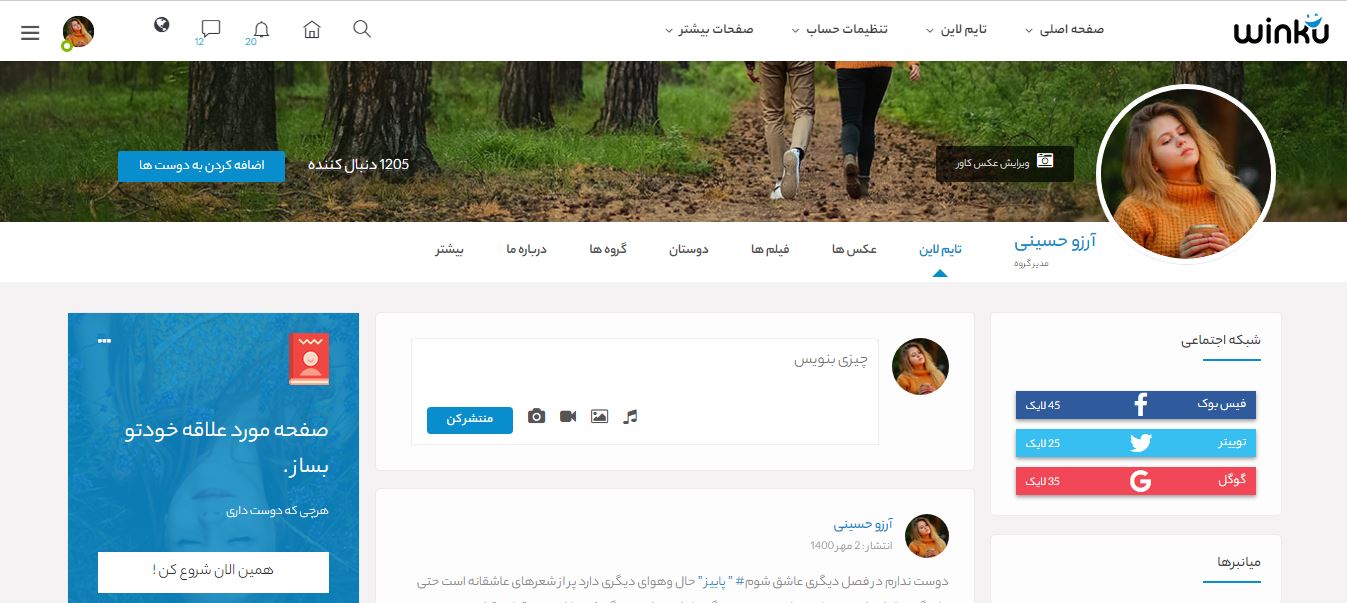 winku
صفحه اصلی
تایم لاین
تنظیمات حساب
صفحات بیشتر
20
12
ویرایش عکس کاور
1205 دنبال کننده
اضافه کردن به دوست ها
آرزو حسینی
مدیر گروه
تایم لاین
عکس ها
فیلم ها
دوستان
گروه ها
درباره ما
بیشتر
شبکه اجتماعی
فیس بوک
45 لایک
توییتر
25 لایک
گوگل
35 لایک
میانبرها
چیزی بنویس
منتشر کن
آرزو حسینی
انتشار : 2 مهر 1400
دوست ندارم در فصل دیگری عاشق شوم# " پاییز " حال وهوای دیگری دارد پر از شعرهای عاشقانه است حتی
صفحه مورد علاقه خودتو
بساز .
هرچی که دوست داری
همین الان شروع کن !